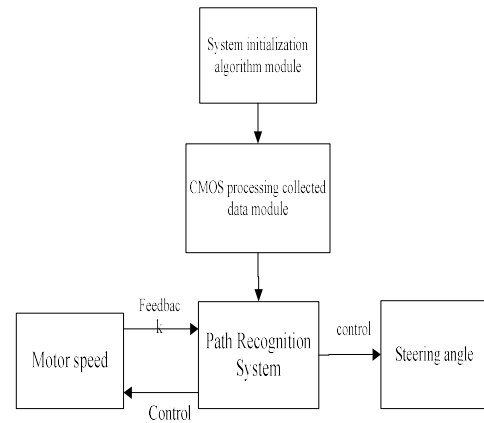 System initialization
algorithm module
CMOS processing collected
data module
Feedbac
k
Motor speed
Control
Path Recognition
System
control
Steering angle